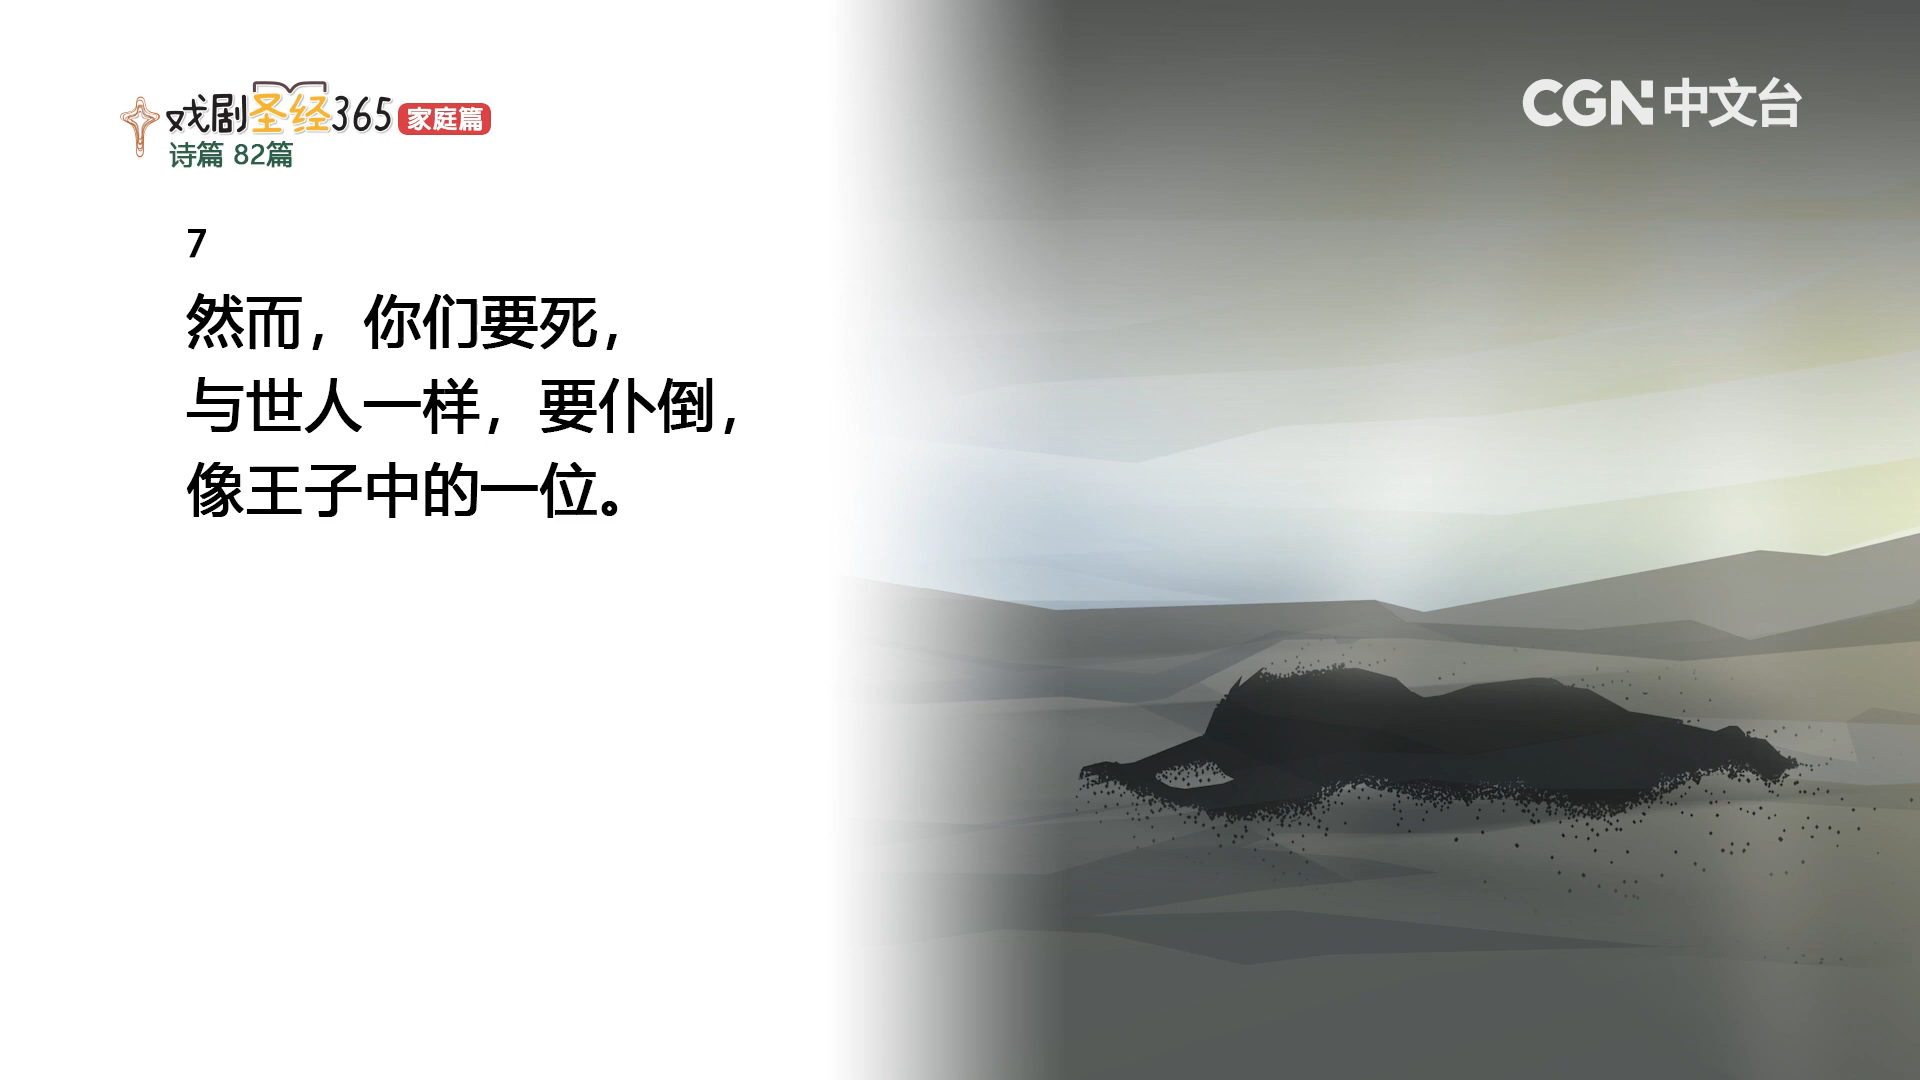 戏剧圣经365 家庭篇
诗篇 82篇
CGN中文台
7
然而，你们要死，
与世人一样，要仆倒，
像王子中的一位。